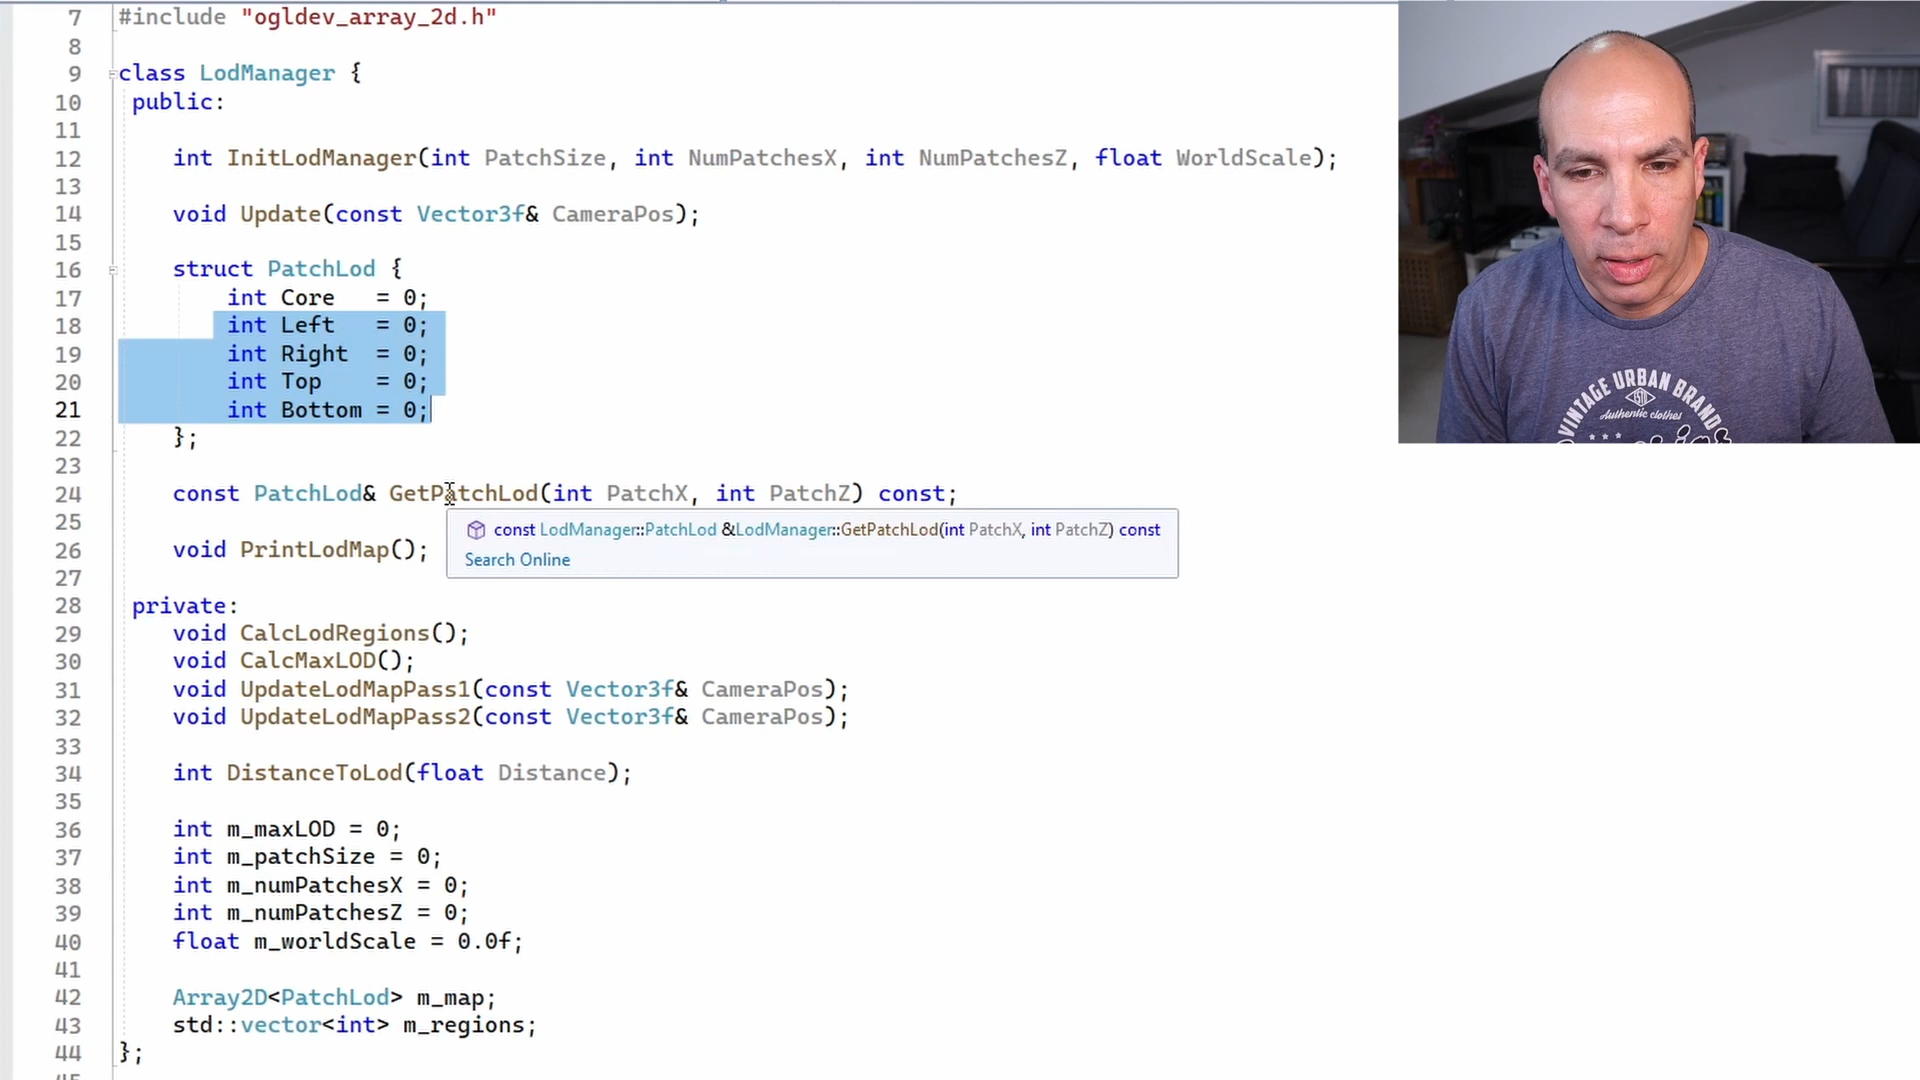 7 #include "ogldev_array_2d.h"
8
9 class LodManager {
10 public:
11
12 int InitLodManager(int PatchSize, int NumPatchesX, int NumPatchesZ, float WorldScale);
13
14 void Update(const Vector3f& CameraPos);
15
16 struct PatchLod {
17 int Core   = 0;
18 int Left   = 0;
19 int Right  = 0;
20 int Top    = 0;
21 int Bottom = 0;
22 };
23
24 const PatchLod& GetPatchLod(int PatchX, int PatchZ) const;
25
const LodManager::PatchLod &LodManager::GetPatchLod(int PatchX, int PatchZ) const
Search Online
26 void PrintLodMap();
27
28 private:
29 void CalcLodRegions();
30 void CalcMaxLOD();
31 void UpdateLodMapPass1(const Vector3f& CameraPos);
32 void UpdateLodMapPass2(const Vector3f& CameraPos);
33
34 int DistanceToLod(float Distance);
35
36 int m_maxLOD = 0;
37 int m_patchSize = 0;
38 int m_numPatchesX = 0;
39 int m_numPatchesZ = 0;
40 float m_worldScale = 0.0f;
41
42 Array2D<PatchLod> m_map;
43 std::vector<int> m_regions;
44 };
VINTAGE URBAN BRAND
Authentic clothes